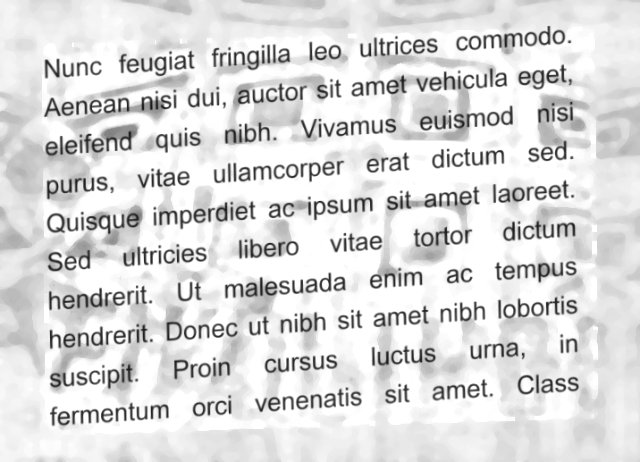 Nunc feugiat fringilla leo ultrices commodo.
Aenean nisi dui, auctor sit amet vehicula eget,
eleifend quis nibh. Vivamus euismod nisi
purus, vitae ullamcorper erat dictum sed.
Quisque imperdiet ac ipsum sit amet laoreet.
Sed ultricies libero vitae tortor dictum
hendrerit. Ut malesuada enim ac tempus
hendrerit. Donec ut nibh sit amet nibh lobortis
suscipit. Proin cursus luctus urna, in
fermentum orci venenatis sit amet. Class